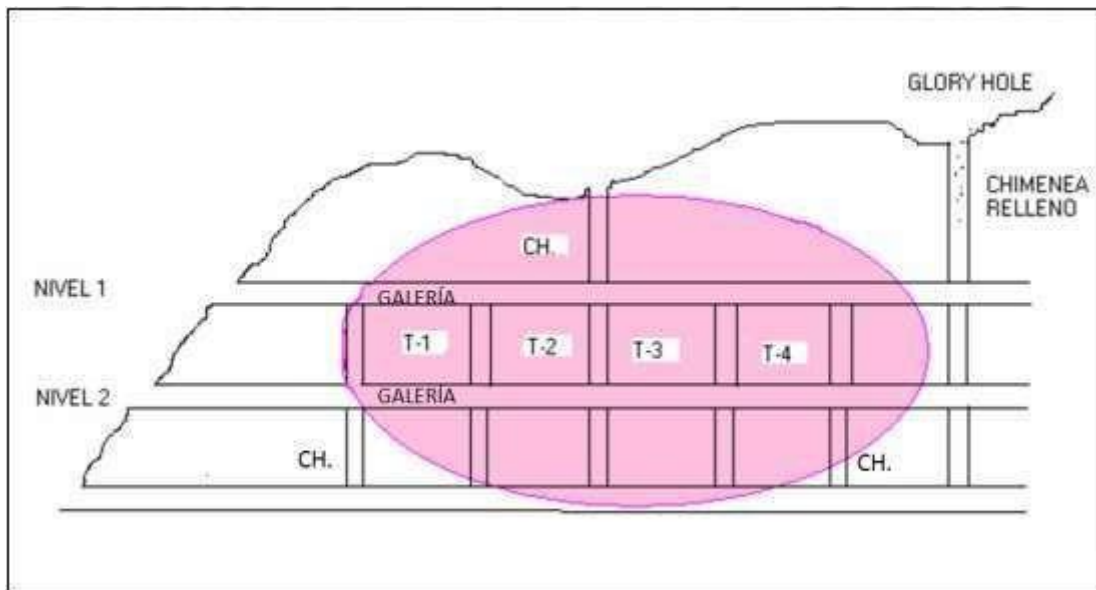 GLORY HOLE
CHIMENEA
RELLENO
CH.
NIVEL 1
GALERÍA
T-1
T-2
T-3
T-4
NIVEL 2
GALERÍA
CH.
CH.